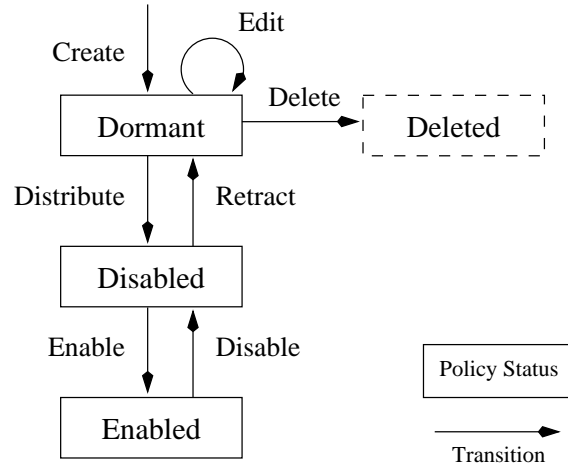 Edit
Create
Delete
Dormant
Deleted
Distribute
Retract
Disabled
Enable
Disable
Policy Status
Enabled
Transition